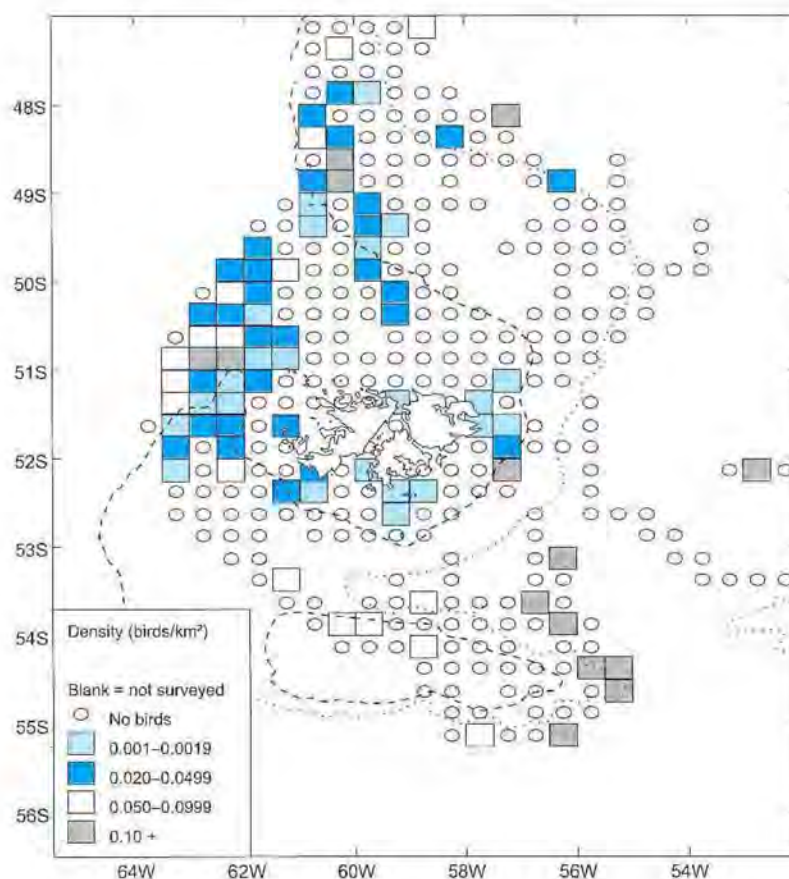 48S
49S
50S
51S
52S
53S
54S
55S
56S
Density (birds/km²)
Blank = not surveyed
No birds
0.001–0.0019
0.020–0.0499
0.050–0.0999
0.10 +
64W 62W 60W 58W 56W